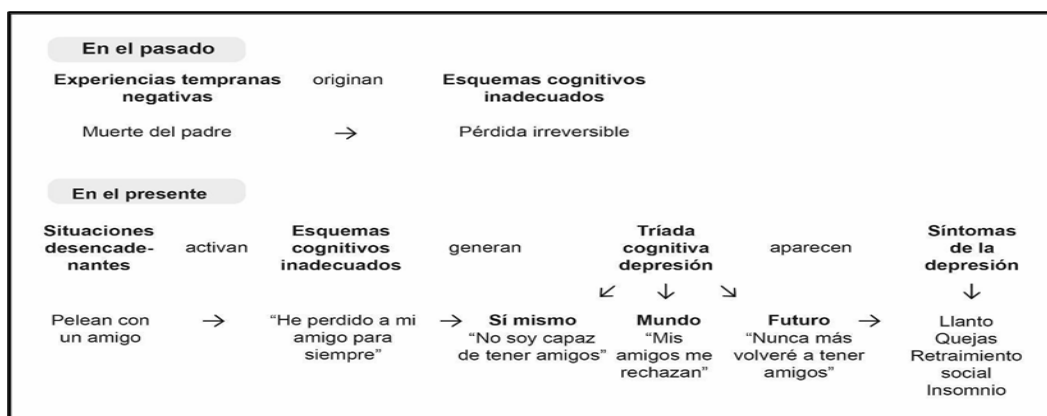 En el pasado
Experiencias tempranas negativas
originan
Esquemas cognitivos inadecuados
Muerte del padre
→
Pérdida irreversible
En el presente
Situaciones desencade-
nantes
activan
Esquemas cognitivos inadecuados
generan
Tríada cognitiva depresión
aparecen
Síntomas de la depresión
Pelean con un amigo
→
“He perdido a mi amigo para siempre”
→
Sí mismo
“No soy capaz de tener amigos”
Mundo
“Mis amigos me rechazan”
Futuro
“Nunca más volveré a tener amigos”
→
Llanto
Quejas
Retraimiento social
Insomnio